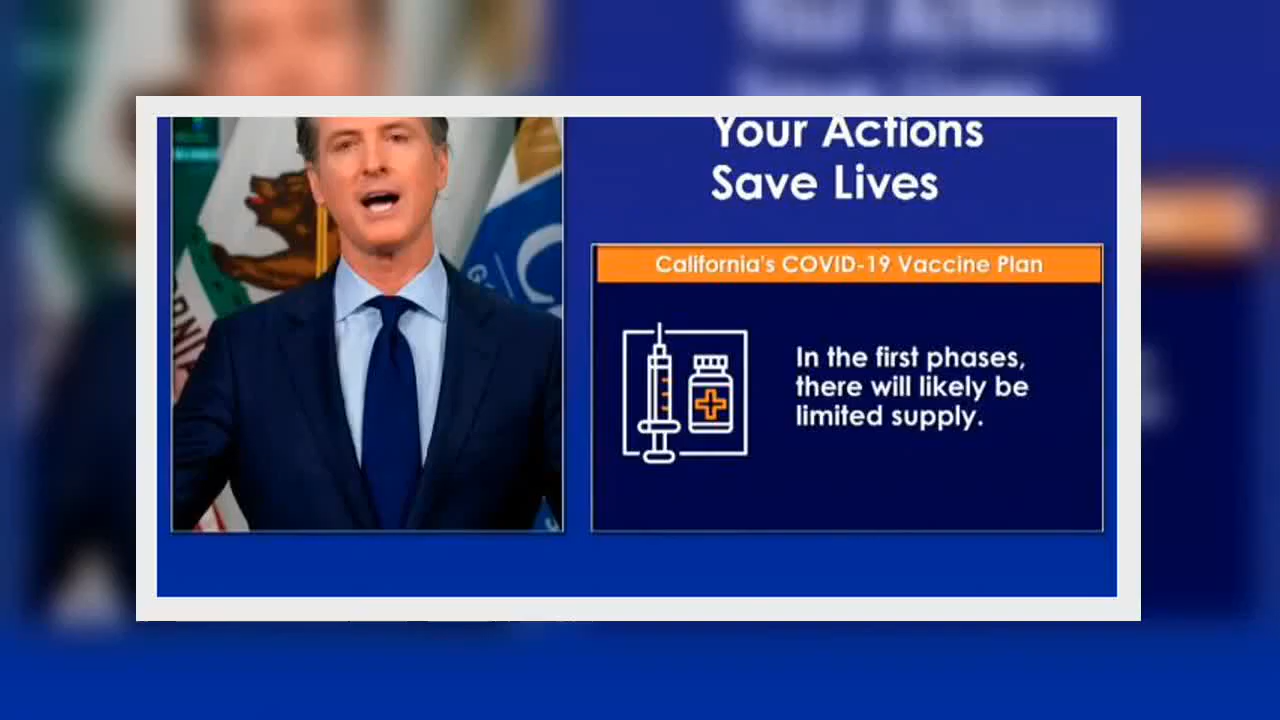 Your Actions
Save Lives
California's COVID-19 Vaccine Plan
In the first phases,
there will likely be
limited supply.